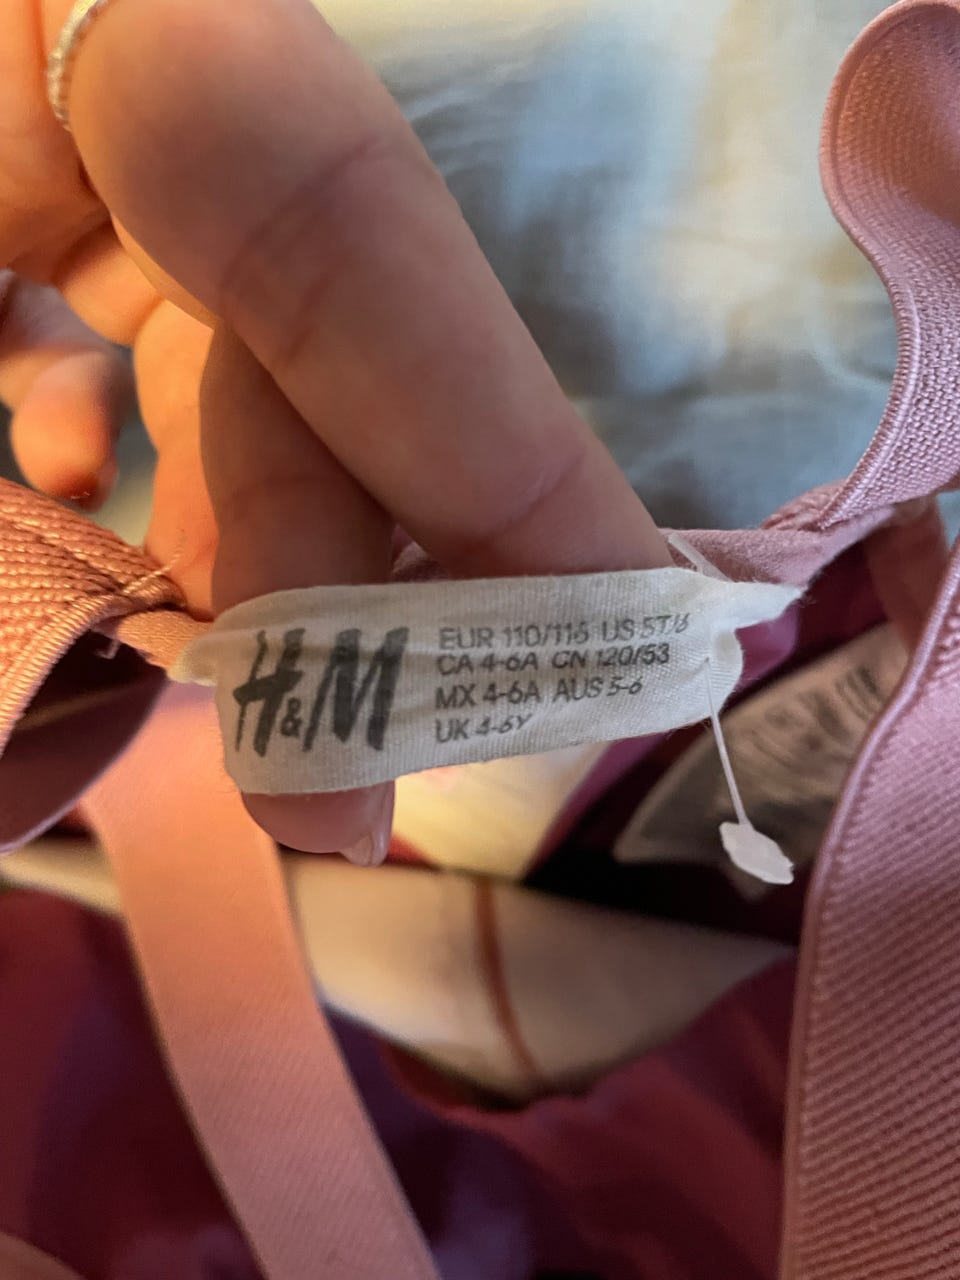 H&M
EUR 110/116 US 5T/6
CA 4-6A CN 120/53
MX 4-6A AUS 5-6
UK 4-6Y